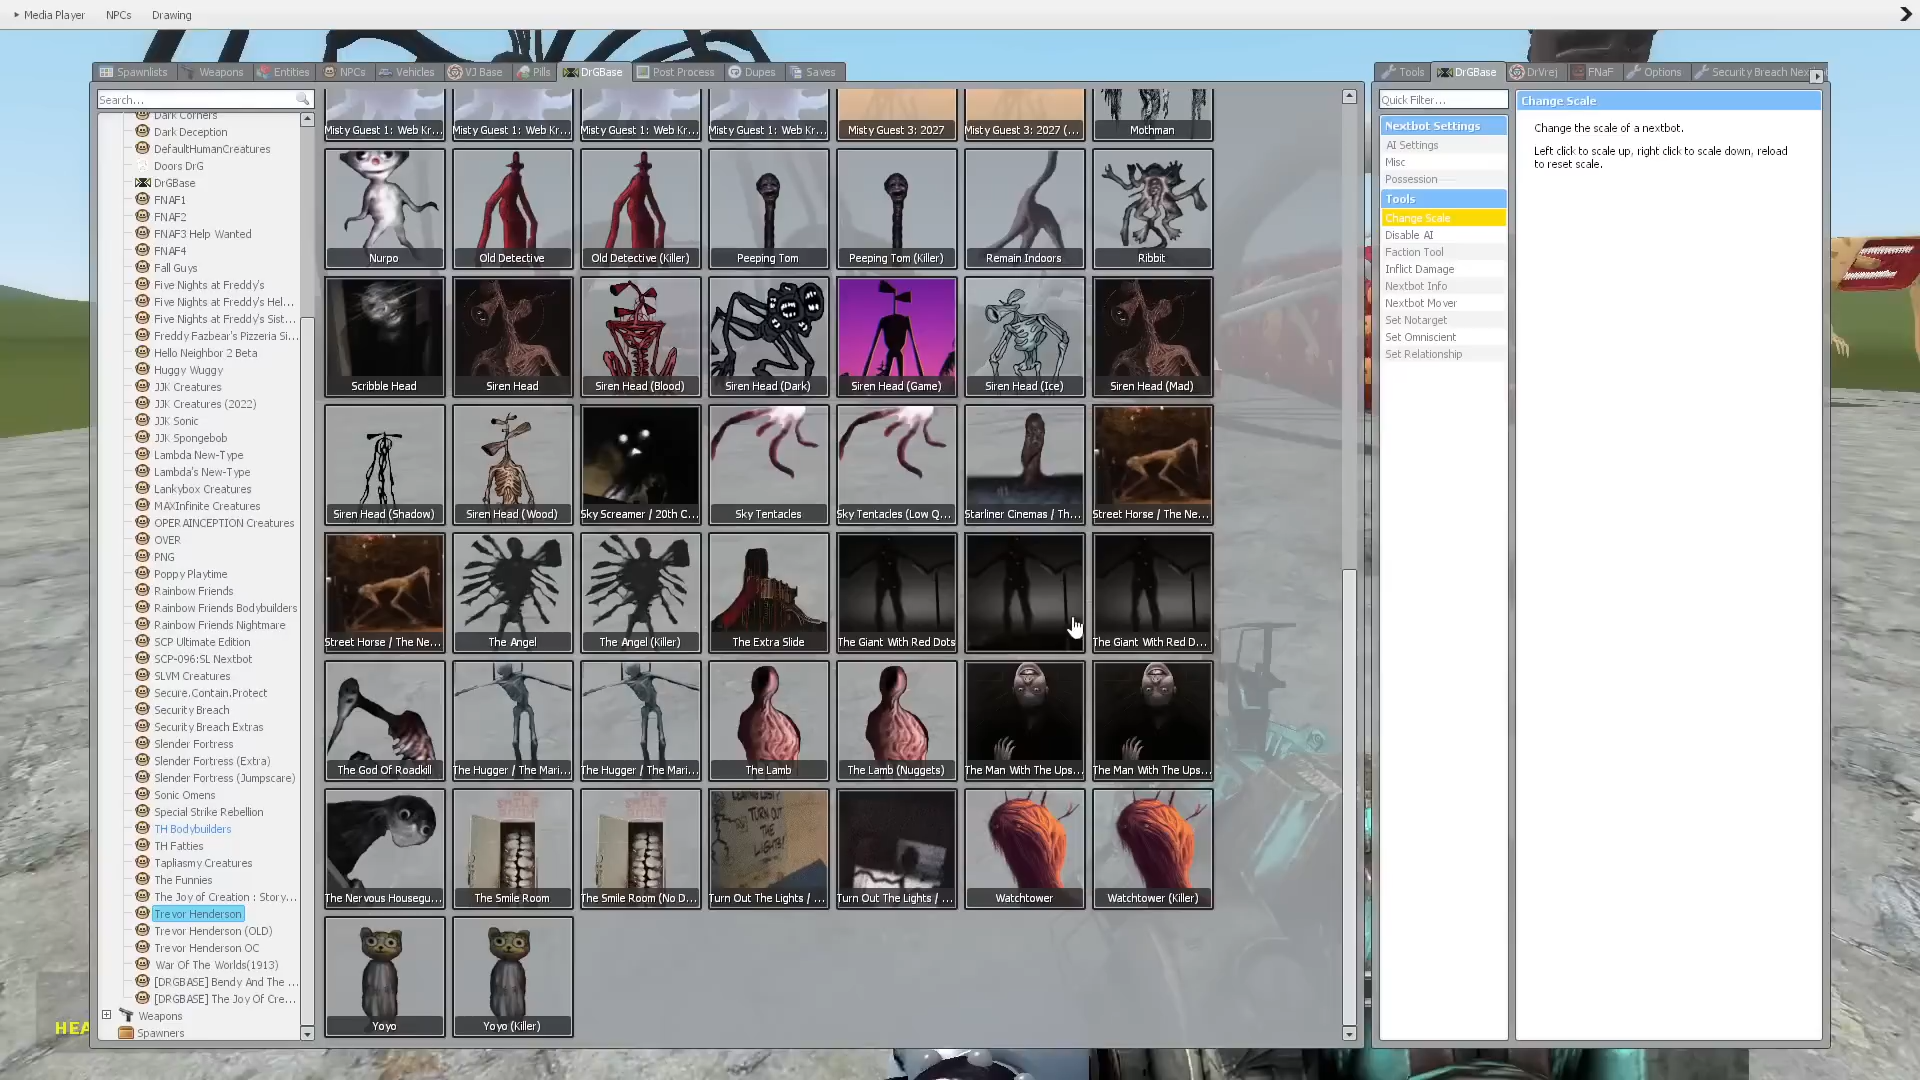 Media Player
NPCs
Drawing
Spawnlists
Weapons
Entities
NPCs
Vehicles
VJ Base
Pills
DrGBase
Post Process
Dupes
Saves
Search...
Dark Corners
Dark Deception
DefaultHumanCreatures
Doors DrG
DrGBase
FNAF1
FNAF2
FNAF3 Help Wanted
FNAF4
Fall Guys
Five Nights at Freddy's
Five Nights at Freddy's Hel...
Five Nights at Freddy's Sist...
Freddy Fazbear's Pizzeria Si...
Hello Neighbor 2 Beta
Huggy Wuggy
JJK Creatures
JJK Creatures (2022)
JJK Sonic
JJK Spongebob
Lambda New-Type
Lambda's New-Type
Lankybox Creatures
MAXInfinite Creatures
OPERAINCEPTION Creatures
OVER
PNG
Poppy Playtime
Rainbow Friends
Rainbow Friends Bodybuilders
Rainbow Friends Nightmare
SCP Ultimate Edition
SCP-096:SL Nextbot
SLVM Creatures
Secure.Contain.Protect
Security Breach
Security Breach Extras
Slender Fortress
Slender Fortress (Extra)
Slender Fortress (Jumpscare)
Sonic Omens
Special Strike Rebellion
TH Bodybuilders
TH Fatties
Tapliasmy Creatures
The Funnies
The Joy of Creation : Story...
Trevor Henderson
Trevor Henderson (OLD)
Trevor Henderson OC
War Of The Worlds(1913)
[DRGBASE] Bendy And The ...
[DRGBASE] The Joy Of Cre...
Weapons
Spawners
HEA
Misty Guest 1: Web Kr...
Misty Guest 1: Web Kr...
Misty Guest 1: Web Kr...
Misty Guest 1: Web Kr...
Misty Guest 3: 2027
Misty Guest 3: 2027 (...
Mothman
Nurpo
Old Detective
Old Detective (Killer)
Peeping Tom
Peeping Tom (Killer)
Remain Indoors
Ribbit
Scribble Head
Siren Head
Siren Head (Blood)
Siren Head (Dark)
Siren Head (Game)
Siren Head (Ice)
Siren Head (Mad)
Siren Head (Shadow)
Siren Head (Wood)
Sky Screamer / 20th C...
Sky Tentacles
Sky Tentacles (Low Q...
Starliner Cinemas / Th...
Street Horse / The Ne...
Street Horse / The Ne...
The Angel
The Angel (Killer)
The Extra Slide
The Giant With Red Dots
The Giant With Red D...
The God Of Roadkill
The Hugger / The Mari...
The Hugger / The Mari...
The Lamb
The Lamb (Nuggets)
The Man With The Ups...
The Man With The Ups...
The Nervous Housegu...
The Smile Room
The Smile Room (No D...
TURN OUT
THE
LIGHTS!
Turn Out The Lights / ...
Turn Out The Lights / ...
Watchtower
Watchtower (Killer)
Yoyo
Yoyo (Killer)
Tools
DrGBase
DrVrej
FNaF
Options
Security Breach Nextbo
Quick Filter...
Nextbot Settings
AI Settings
Misc
Possession
Tools
Change Scale
Disable AI
Faction Tool
Inflict Damage
Nextbot Info
Nextbot Mover
Set Notarget
Set Omniscient
Set Relationship
Change Scale
Change the scale of a nextbot.
Left click to scale up, right click to scale down, reload
to reset scale.